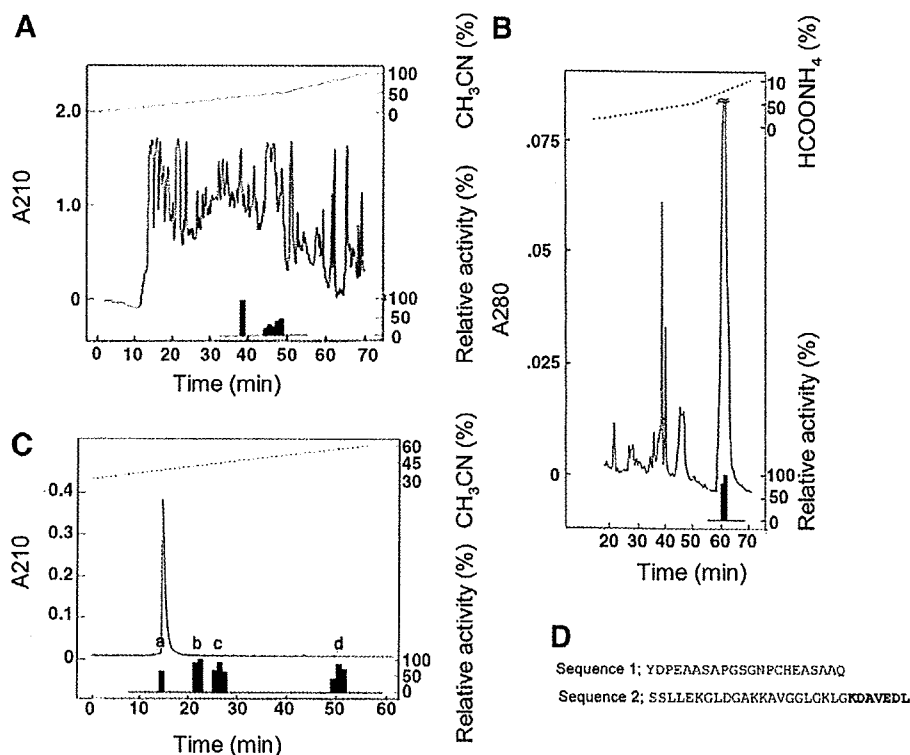 A
B
CH3CN (%)
100
50
0
2.0
1.0
0
A210
Relative activity (%)
100
50
0
0 10 20 30 40 50 60 70
Time (min)
HCOONH4 (%)
10
50
0
.075
.05
.025
0
A280
Relative activity (%)
100
50
0
20 30 40 50 60 70
Time (min)
C
CH3CN (%)
60
45
30
0.4
0.3
0.2
0.1
0
A210
a b c d
Relative activity (%)
100
50
0
0 10 20 30 40 50 60
Time (min)
D
Sequence 1; YDPEAASAPGSGNPCHEASAAQ
Sequence 2; SSLLEKGLDGAKKAVGGLGKLGKDAVEDL